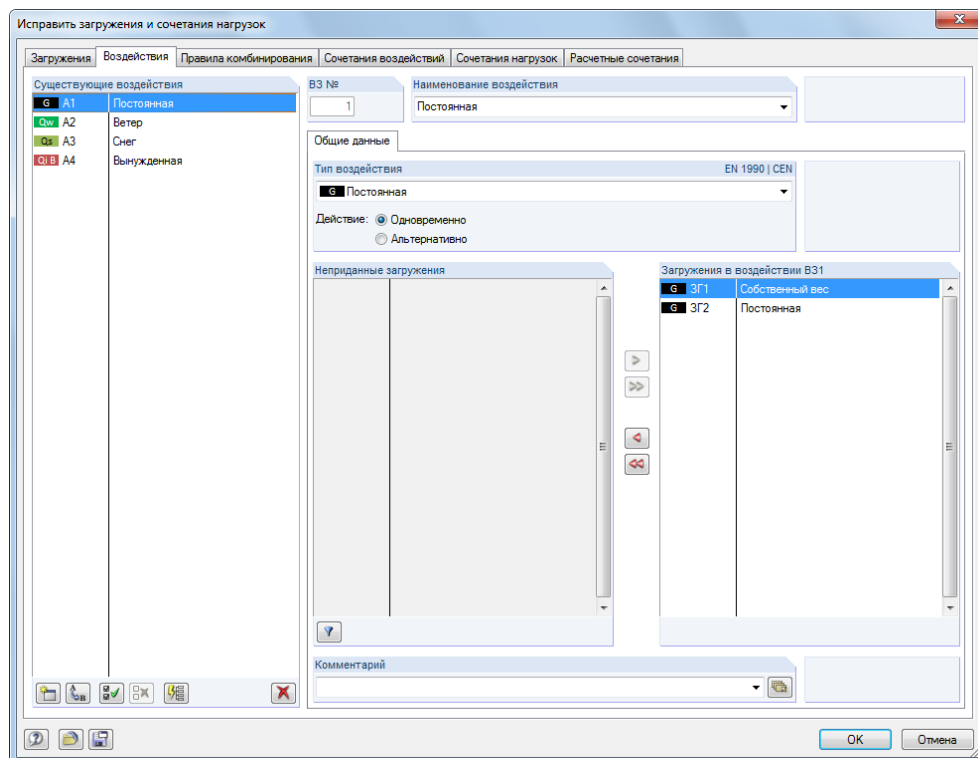 Исправить загружения и сочетания нагрузок
Загружения Воздействия Правила комбинирования Сочетания воздействий Сочетания нагрузок Расчетные сочетания
Существующие воздействия
G A1 Постоянная
Qw A2 Ветер
Qs A3 Снег
Qi B A4 Вынужденная
ВЗ № Наименование воздействия
1 Постоянная
Общие данные
Тип воздействия EN 1990 | CEN
G Постоянная
Действие: Одновременно
Альтернативно
Неприданные загружения
Загружения в воздействии ВЗ1
G ЗГ1 Собственный вес
G ЗГ2 Постоянная
Комментарий
OK Отмена